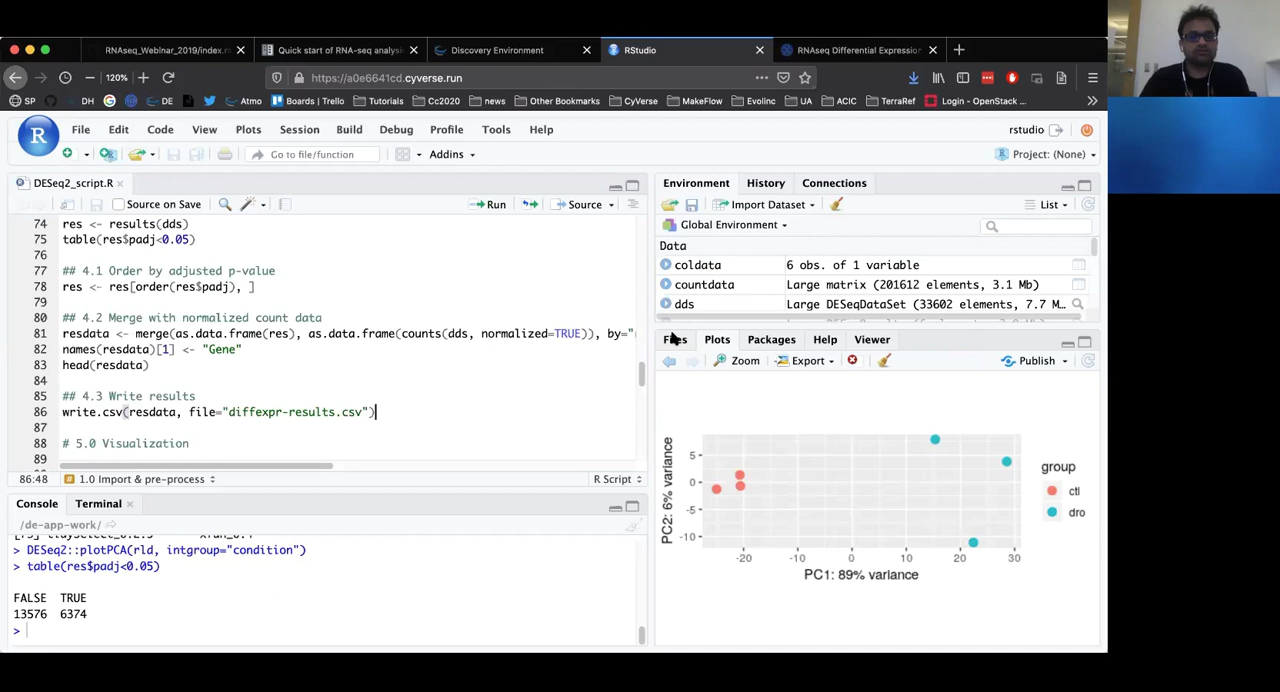 RNAseq_Webinar_2019/index.m
Quick start of RNA-seq analysis
Discovery Environment
RStudio
RNAseq Differential Expression
120%
https://a0e6641cd.cyverse.run
SP
DH
DE
Atmo
Boards | Trello
Tutorials
Cc2020
news
Other Bookmarks
CyVerse
MakeFlow
Evolinc
UA
ACIC
TerraRef
Login - OpenStack ...
R
File Edit Code View Plots Session Build Debug Profile Tools Help
rstudio
Go to file/function
Addins
Project: (None)
DESeq2_script.R
Source on Save
Run
Source
74 res <- results(dds)
75 table(res$padj<0.05)
76
77 ## 4.1 Order by adjusted p-value
78 res <- res[order(res$padj), ]
79
80 ## 4.2 Merge with normalized count data
81 resdata <- merge(as.data.frame(res), as.data.frame(counts(dds, normalized=TRUE)), by="
82 names(resdata)[1] <- "Gene"
83 head(resdata)
84
85 ## 4.3 Write results
86 write.csv(resdata, file="diffexpr-results.csv")
87
88 # 5.0 Visualization
89
86:48
1.0 Import & pre-process
R Script
Console Terminal
/de-app-work/
> DESeq2::plotPCA(rld, intgroup="condition")
> table(res$padj<0.05)
FALSE TRUE
13576 6374
>
Environment History Connections
Import Dataset
List
Global Environment
Data
coldata 6 obs. of 1 variable
countdata Large matrix (201612 elements, 3.1 Mb)
dds Large DESeqDataSet (33602 elements, 7.7 M…
Files Plots Packages Help Viewer
Zoom
Export
Publish
PC2: 6% variance
5
0
-5
-10
-20 -10 0 10 20 30
PC1: 89% variance
group
ctl
dro